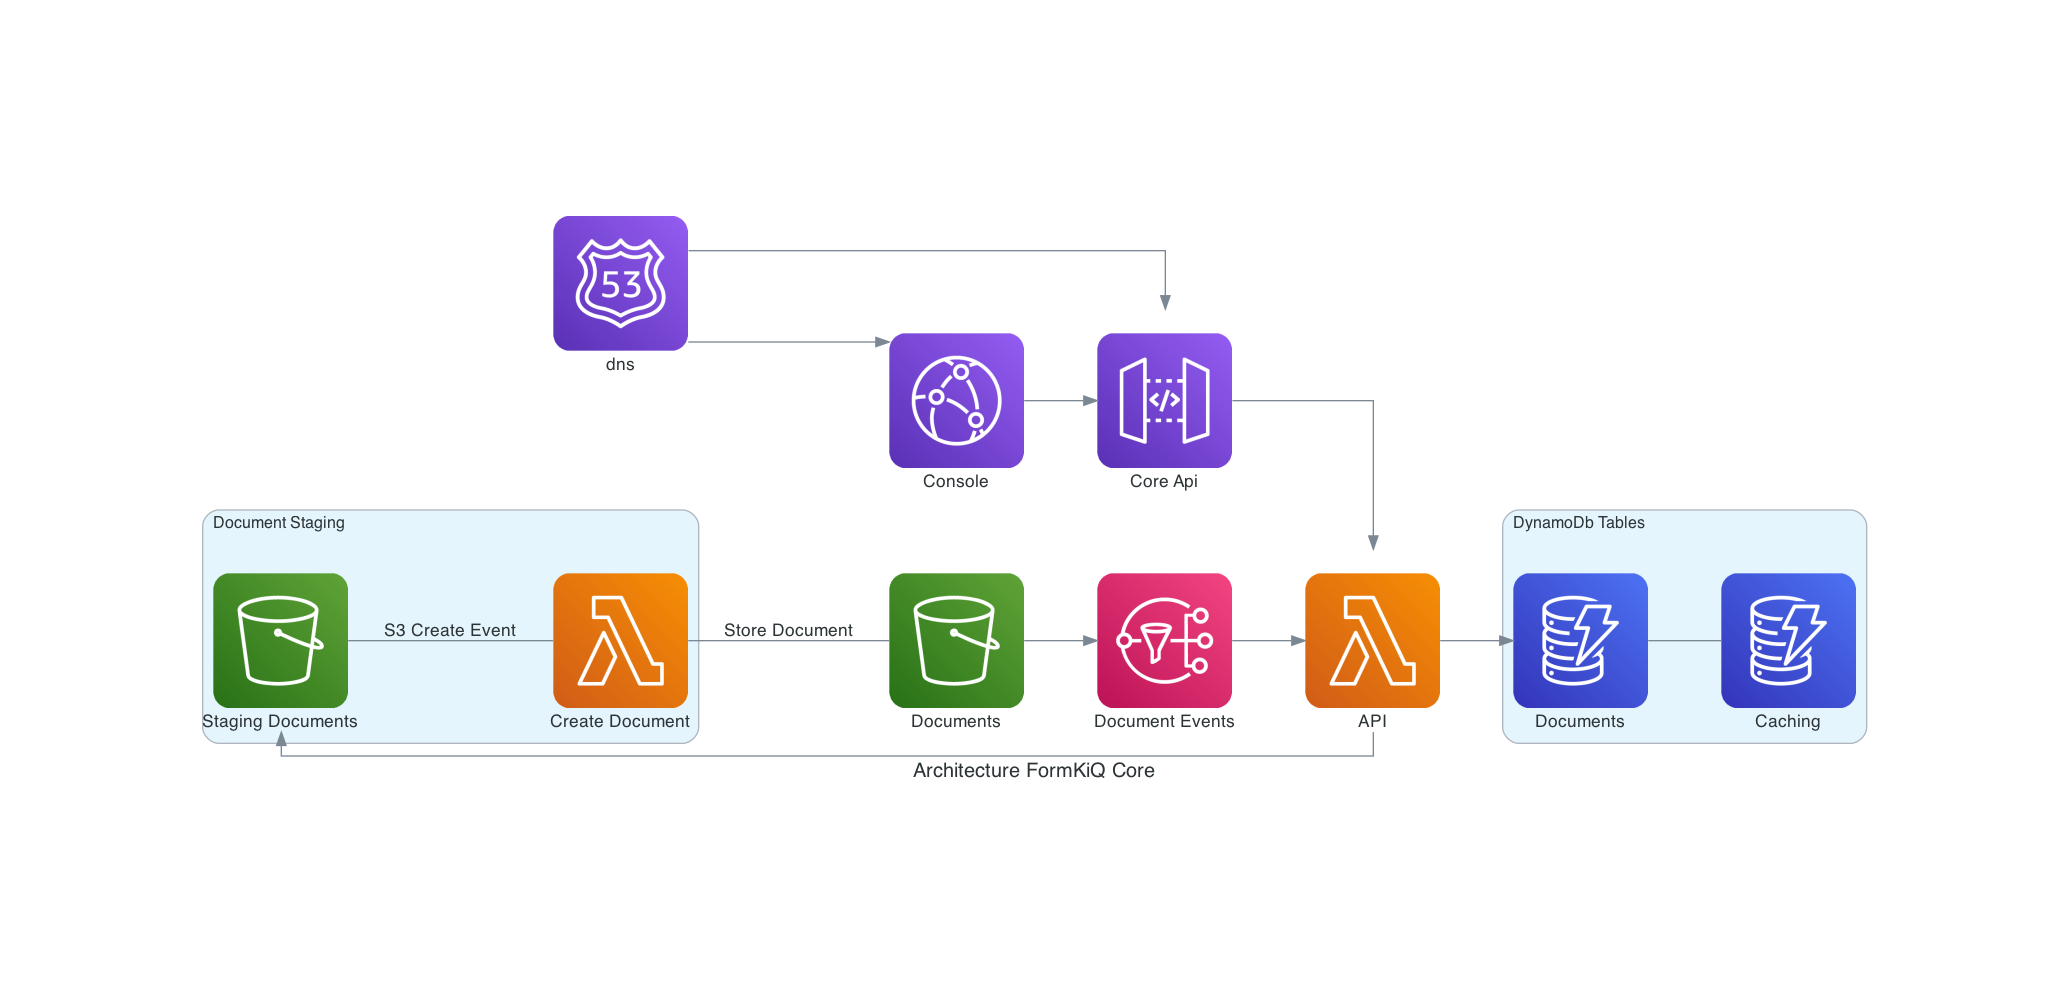 53
dns
Console
Core Api
</>
Document Staging
DynamoDb Tables
S3 Create Event
Store Document
Staging Documents
Create Document
Documents
Document Events
API
Documents
Caching
Architecture FormKiQ Core